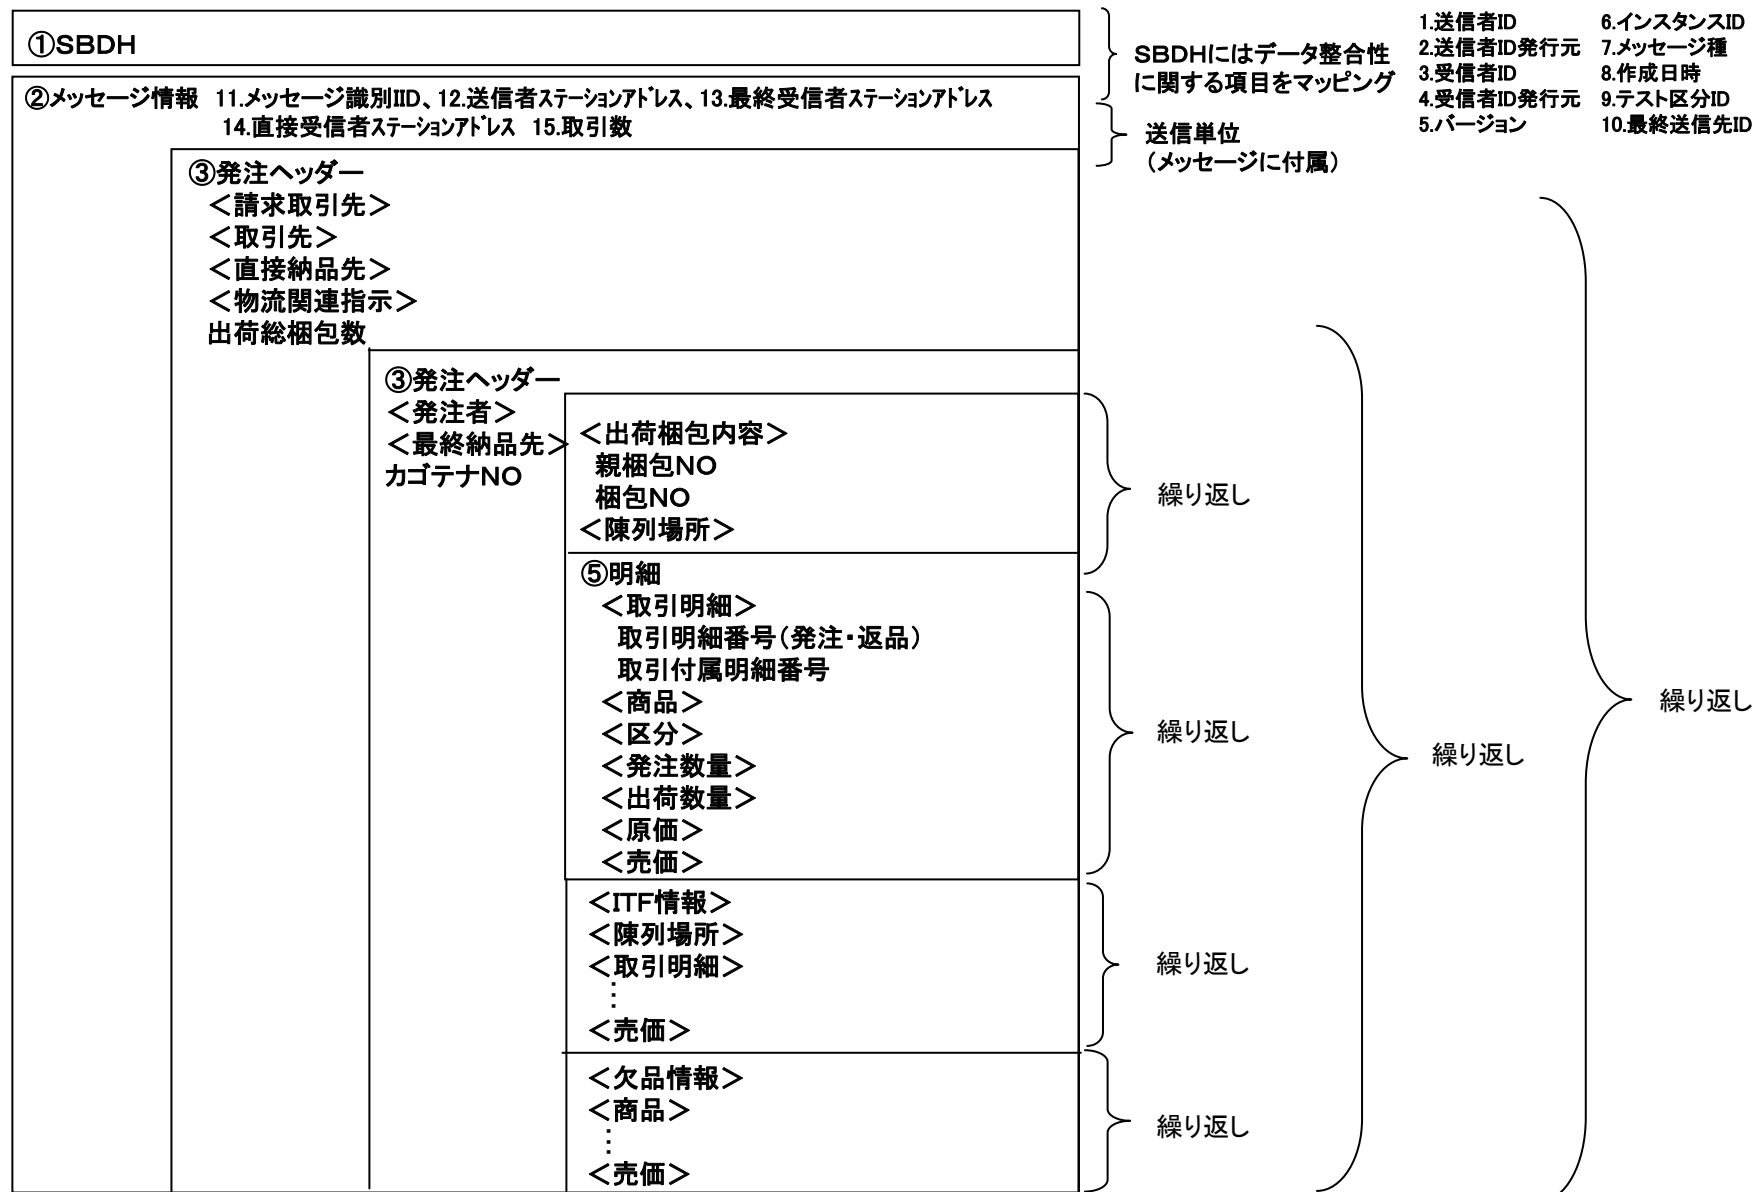 ①SBDH
SBDHにはデータ整合性
に関する項目をマッピング
1.送信者ID
2.送信者ID発行元
3.受信者ID
4.受信者ID発行元
5.バージョン
6.インスタンスID
7.メッセージ種
8.作成日時
9.テスト区分ID
10.最終送信先ID
②メッセージ情報 11.メッセージ識別IID、12.送信者ステーションアドレス、13.最終受信者ステーションアドレス
14.直接受信者ステーションアドレス 15.取引数
送信単位
(メッセージに付属)
③発注ヘッダー
<請求取引先>
<取引先>
<直接納品先>
<物流関連指示>
出荷総梱包数
③発注ヘッダー
<発注者>
<最終納品先>
カゴテナNO
<出荷梱包内容>
親梱包NO
梱包NO
<陳列場所>
繰り返し
⑤明細
<取引明細>
取引明細番号(発注・返品)
取引付属明細番号
<商品>
<区分>
<発注数量>
<出荷数量>
<原価>
<売価>
繰り返し
繰り返し
繰り返し
<ITF情報>
<陳列場所>
<取引明細>
⋮
<売価>
繰り返し
<欠品情報>
<商品>
⋮
<売価>
繰り返し